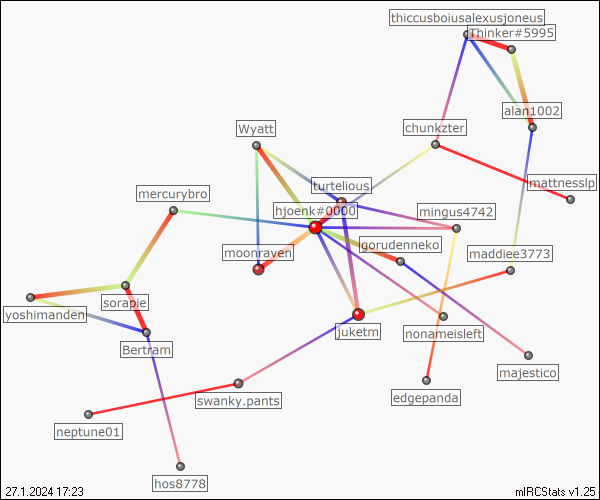 thiccusboiusalexusjoneus
Thinker#5995
alan1002
Wyatt
chunkzter
mattnesslp
mercurybro
turtelious
hjoenk#0000
mingus4742
gorudenneko
moonraven
maddiee3773
sorapie
yoshimanden
juketm
nonameisleft
Bertram
majestico
swanky.pants
edgepanda
neptune01
hos8778
27.1.2024 17:23
mIRCStats v1.25